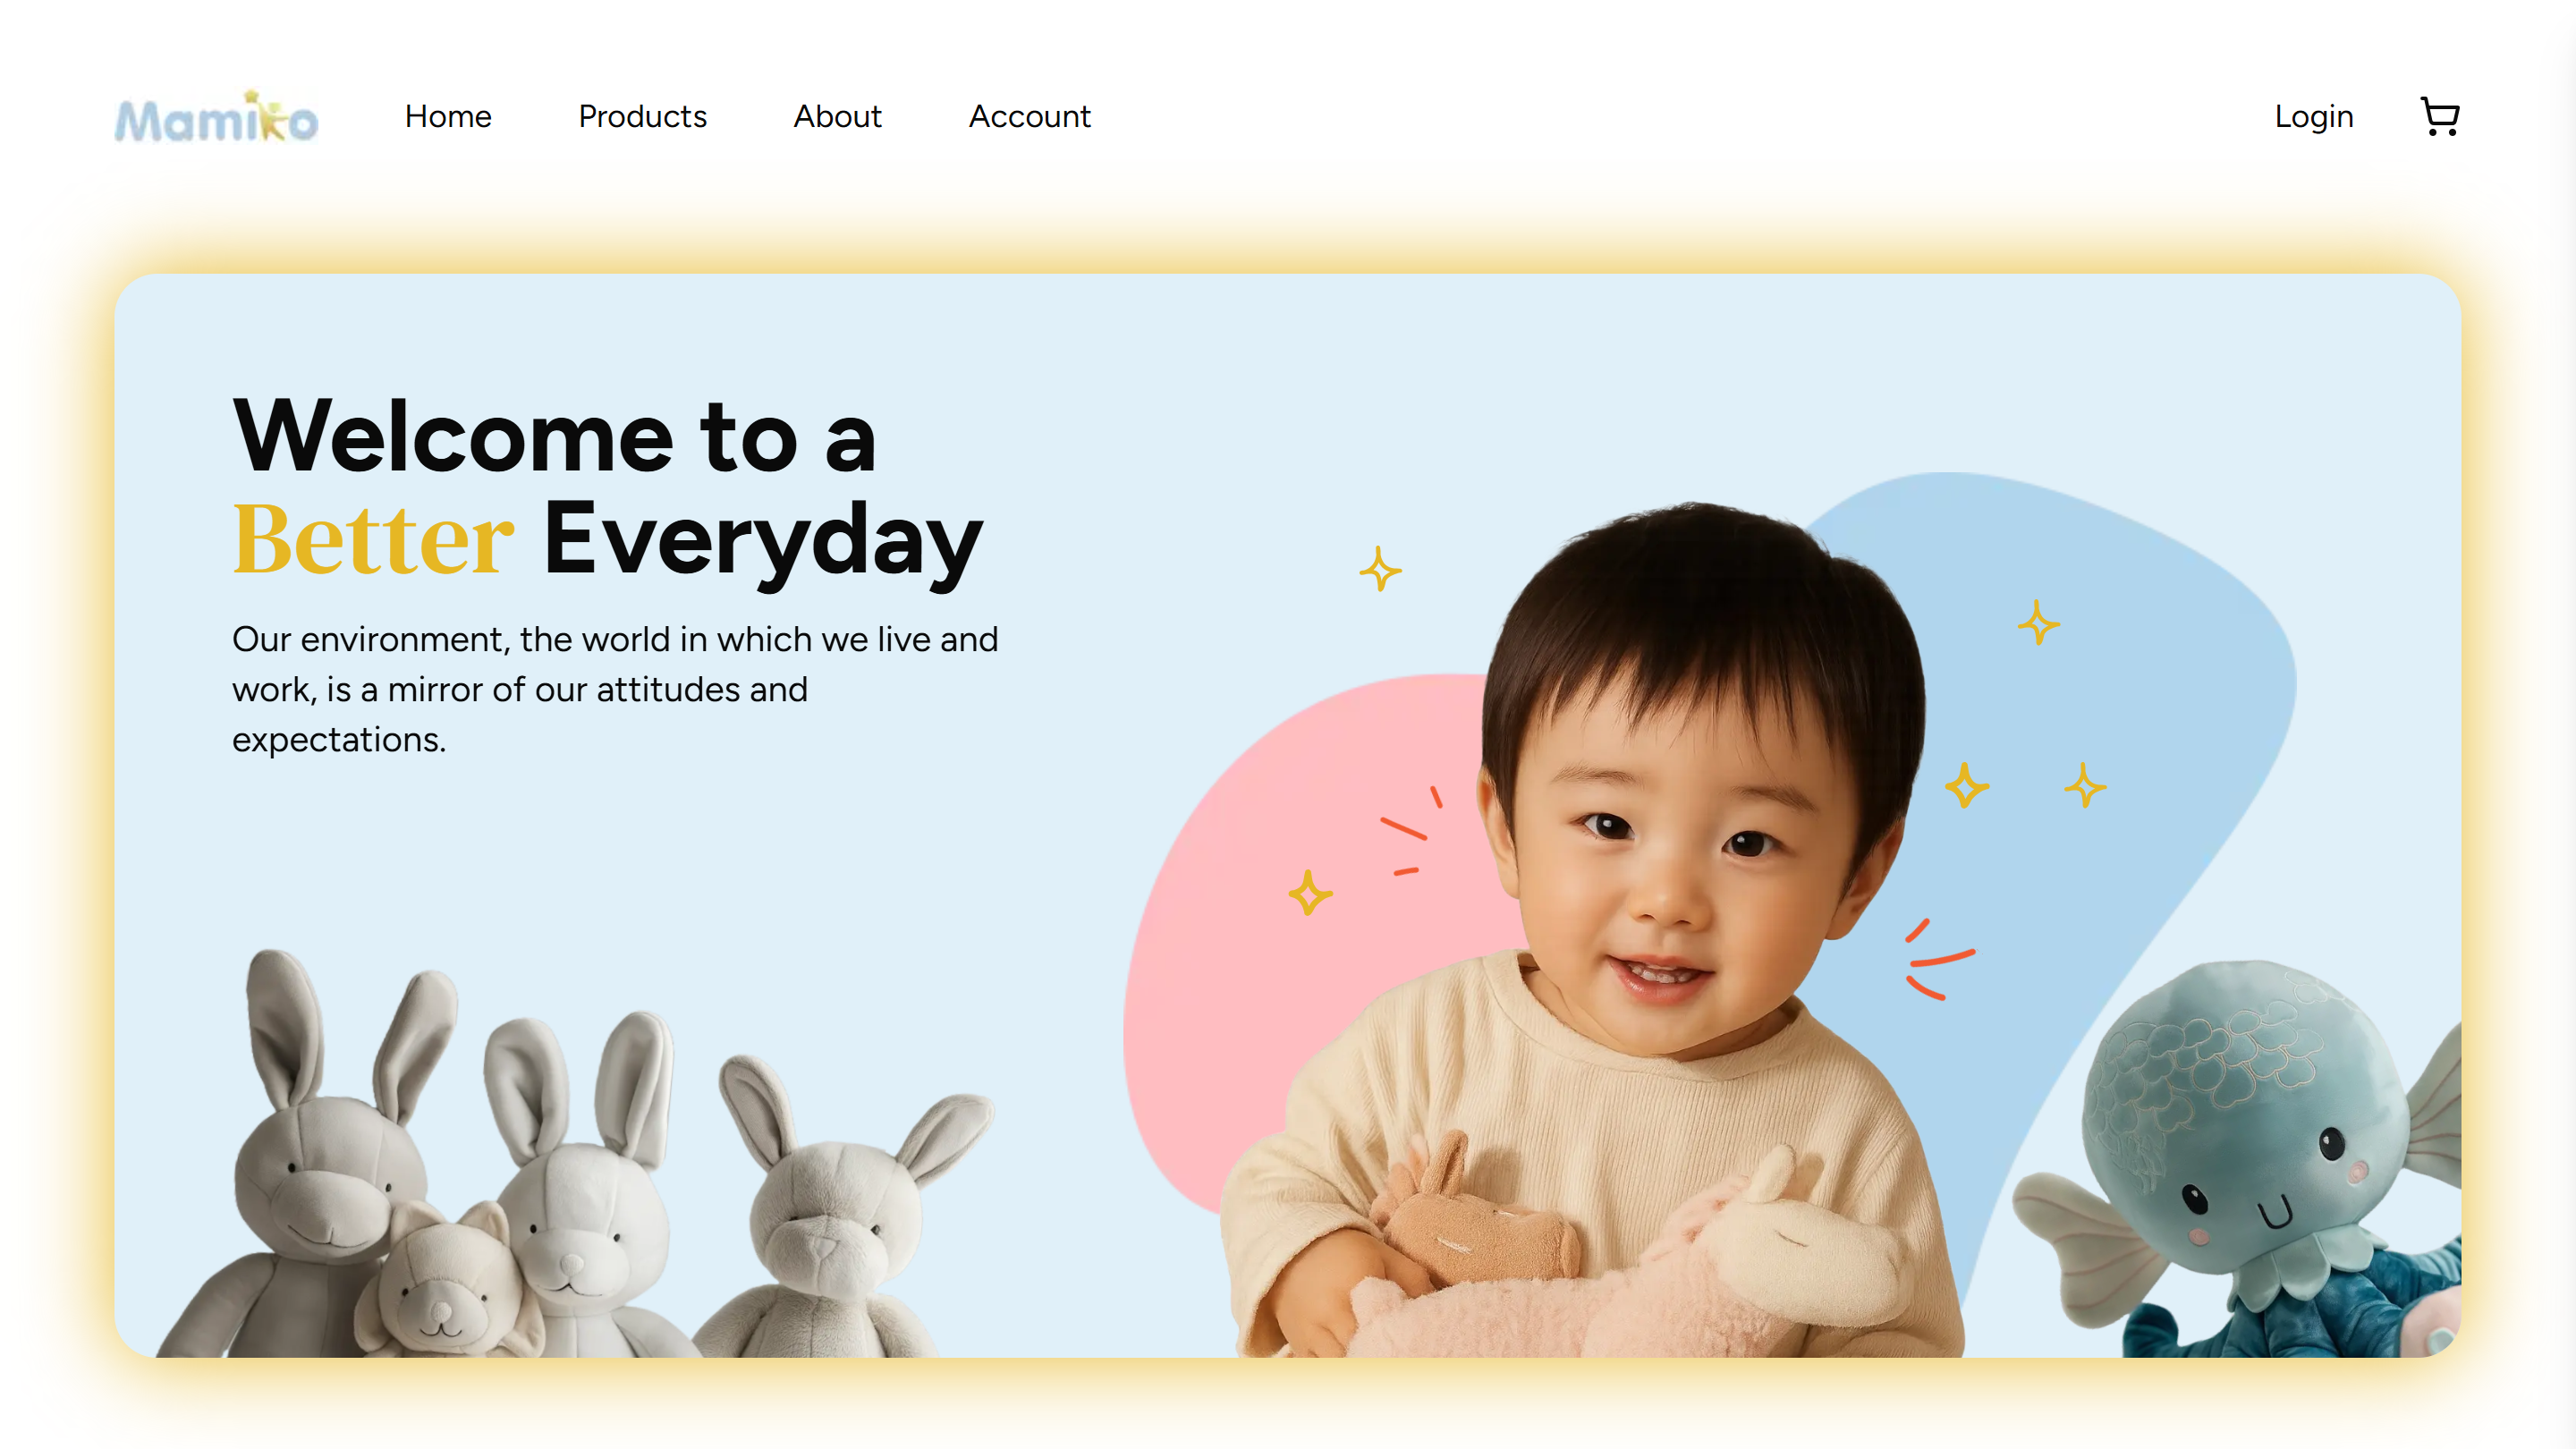 Mamiko
Home
Products
About
Account
Login
Welcome to a
Better Everyday
Our environment, the world in which we live and
work, is a mirror of our attitudes and
expectations.